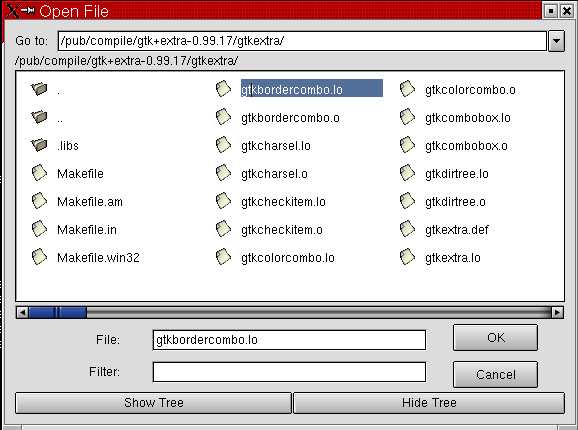 Open File
Go to: /pub/compile/gtk+extra-0.99.17/gtkextra/
/pub/compile/gtk+extra-0.99.17/gtkextra/
. gtkbordercombo.lo gtkcolorcombo.o
.. gtkbordercombo.o gtkcombobox.lo
.libs gtkcharsel.lo gtkcombobox.o
Makefile gtkcharsel.o gtkdirtree.lo
Makefile.am gtkcheckitem.lo gtkdirtree.o
Makefile.in gtkcheckitem.o gtkextra.def
Makefile.win32 gtkcolorcombo.lo gtkextra.lo
File: gtkbordercombo.lo OK
Filter: Cancel
Show Tree Hide Tree